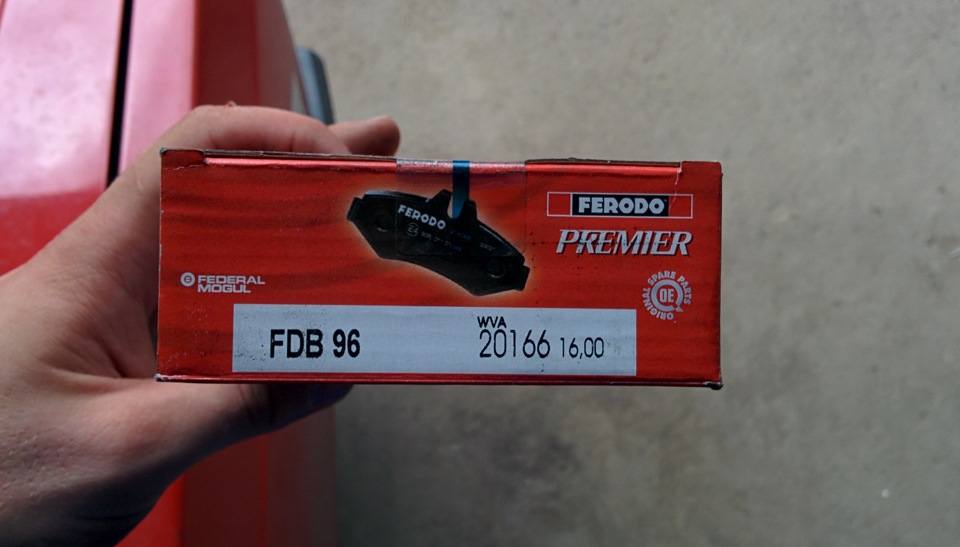 FERODO
FERODO
PREMIER
FEDERAL
MOGUL
ORIGINAL SPARE PARTS
OE
FDB 96
WVA
20166 16,00